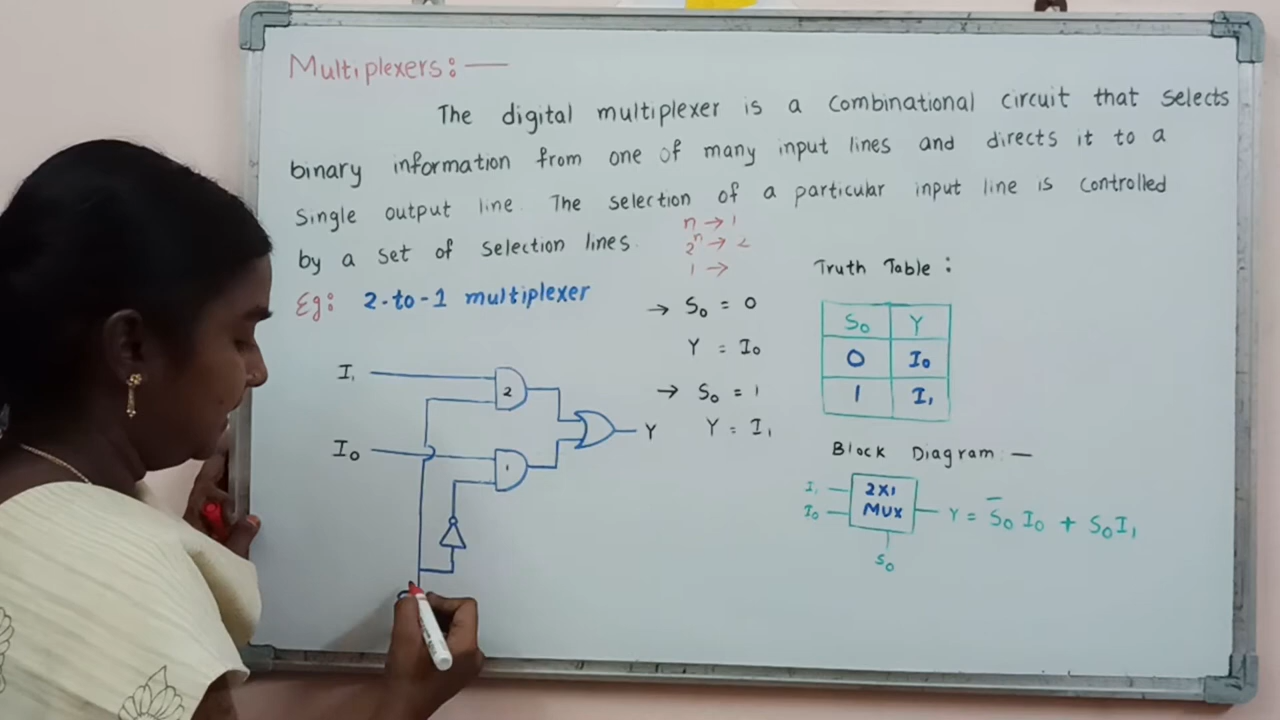 Multiplexers:—
The digital multiplexer is a combinational circuit that selects
binary information from one of many input lines and directs it to a
single output line. The selection of a particular input line is controlled
by a set of selection lines.
n → 1
2ⁿ → 2
1 →
Eg: 2-to-1 multiplexer
I₁
2
I₀
1
Y
→ S₀ = 0
Y = I₀
→ S₀ = 1
Y = I₁
Truth Table :
S₀ Y
0 I₀
1 I₁
Block Diagram :—
I₁
I₀
2X1
MUX
S₀
Y = S̅₀ I₀ + S₀ I₁